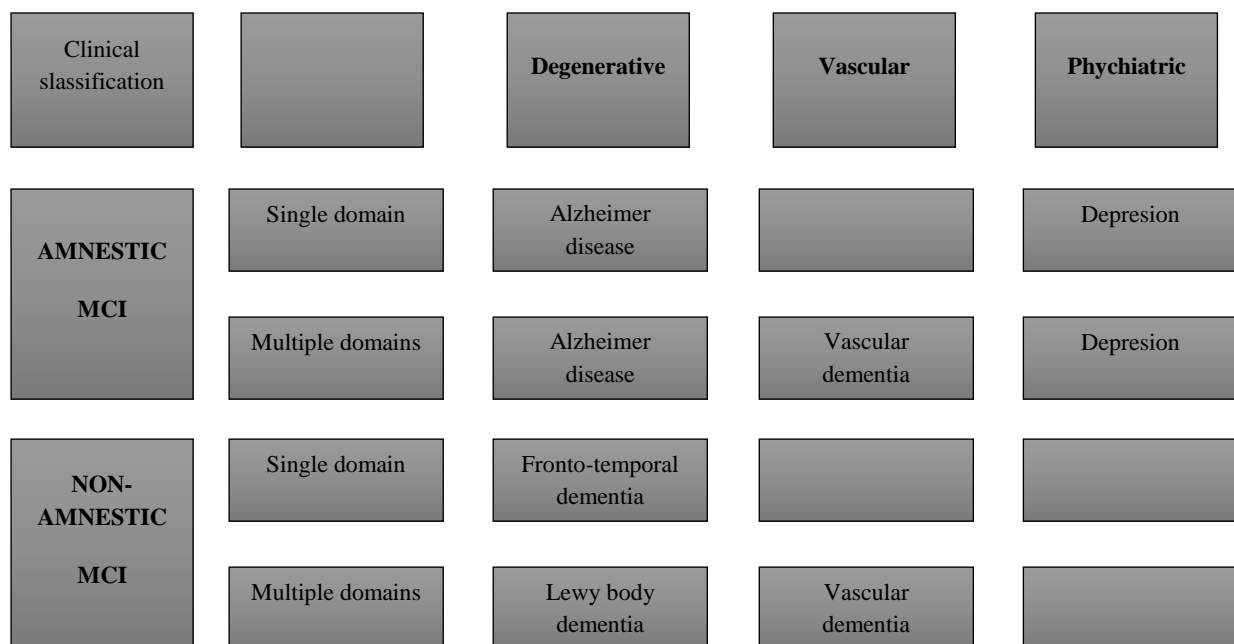 Clinical
slassification
Degenerative
Vascular
Phychiatric
AMNESTIC
MCI
Single domain
Alzheimer
disease
Depresion
Multiple domains
Alzheimer
disease
Vascular
dementia
Depresion
NON-
AMNESTIC
MCI
Single domain
Fronto-temporal
dementia
Multiple domains
Lewy body
dementia
Vascular
dementia